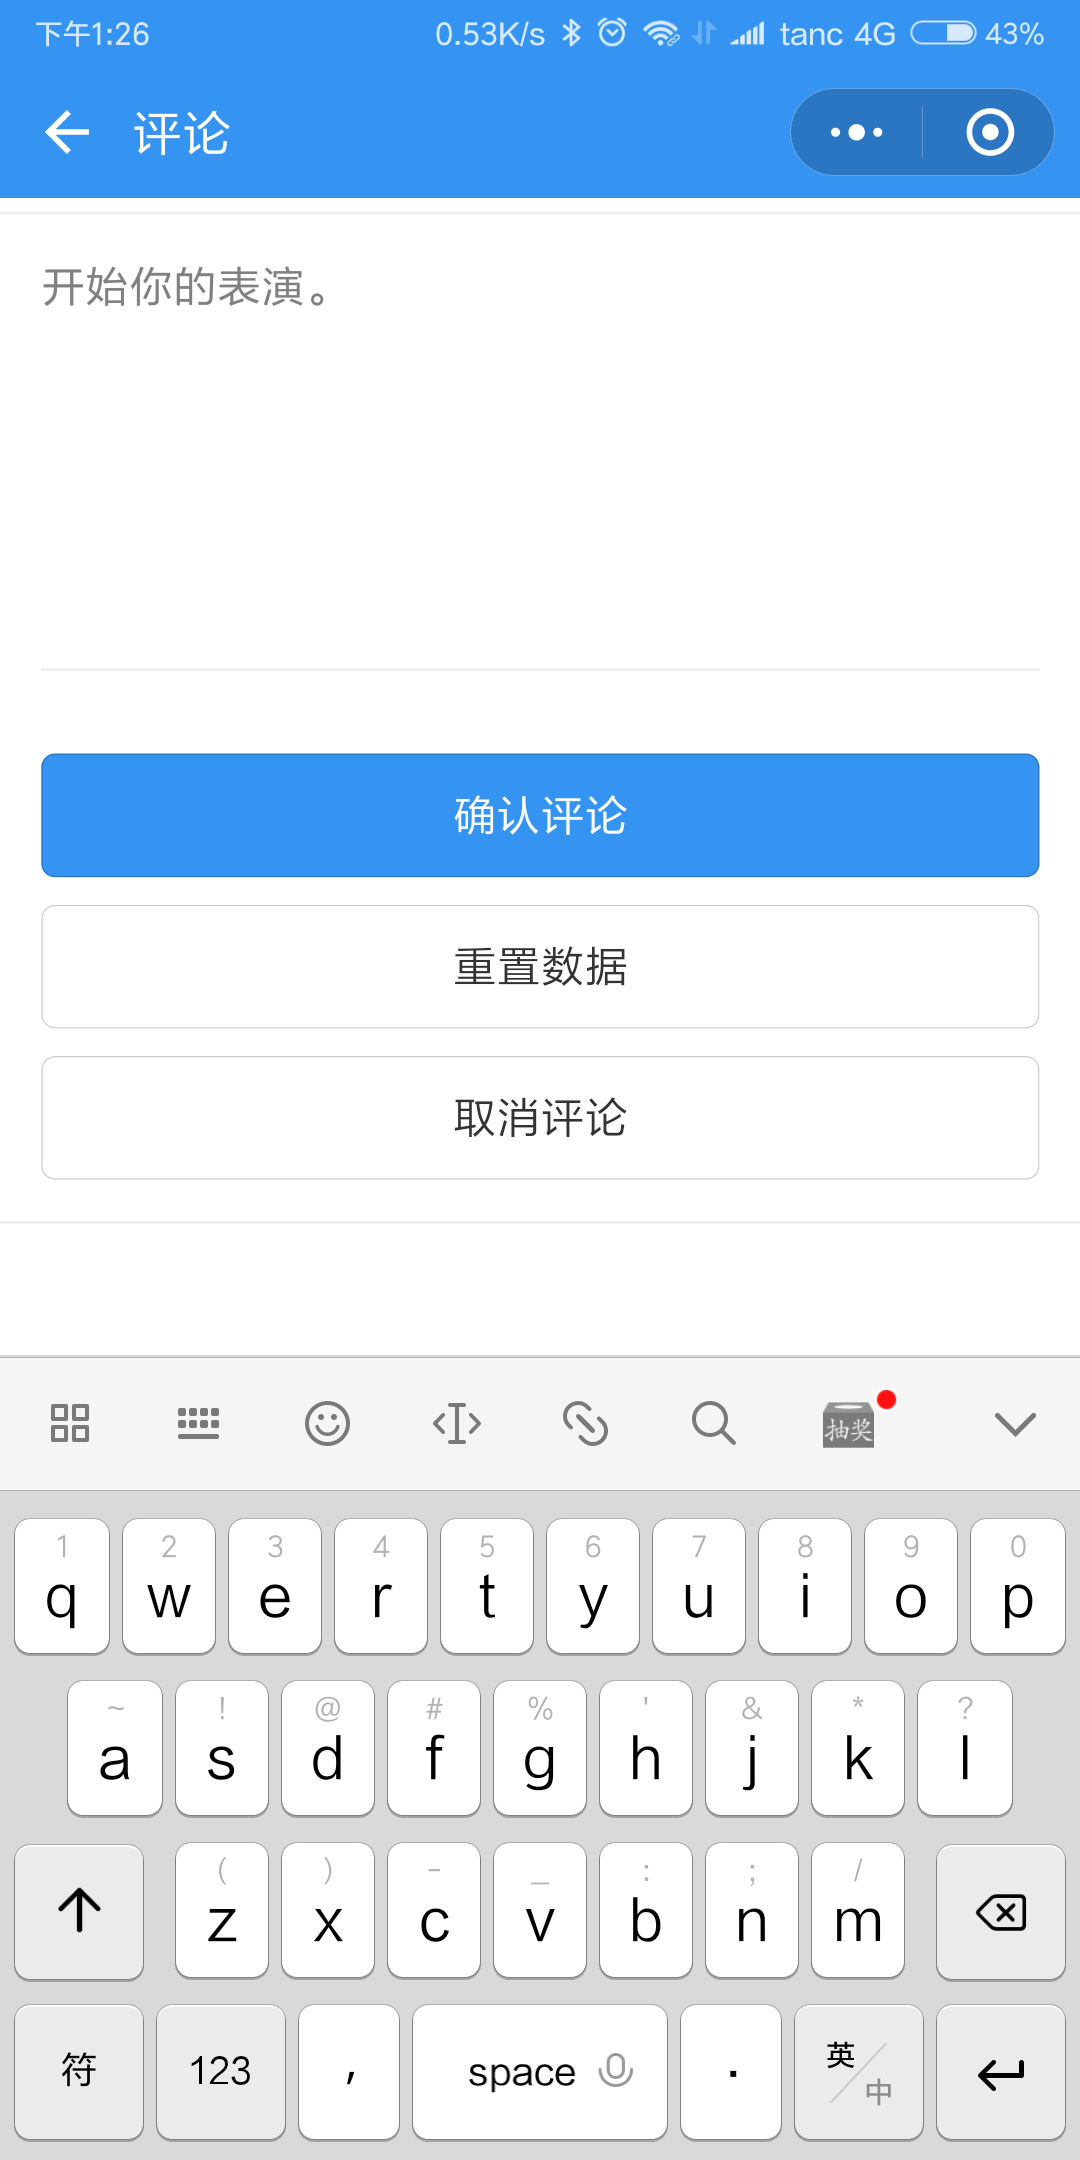 下午1:26 0.53K/s tanc 4G 43%
评论
开始你的表演。
确认评论
重置数据
取消评论
抽奖
1 2 3 4 5 6 7 8 9 0
q w e r t y u i o p
~ ! @ # % ' & * ?
a s d f g h j k l
( ) - _ : ; /
z x c v b n m
符 123 , space . 英/中